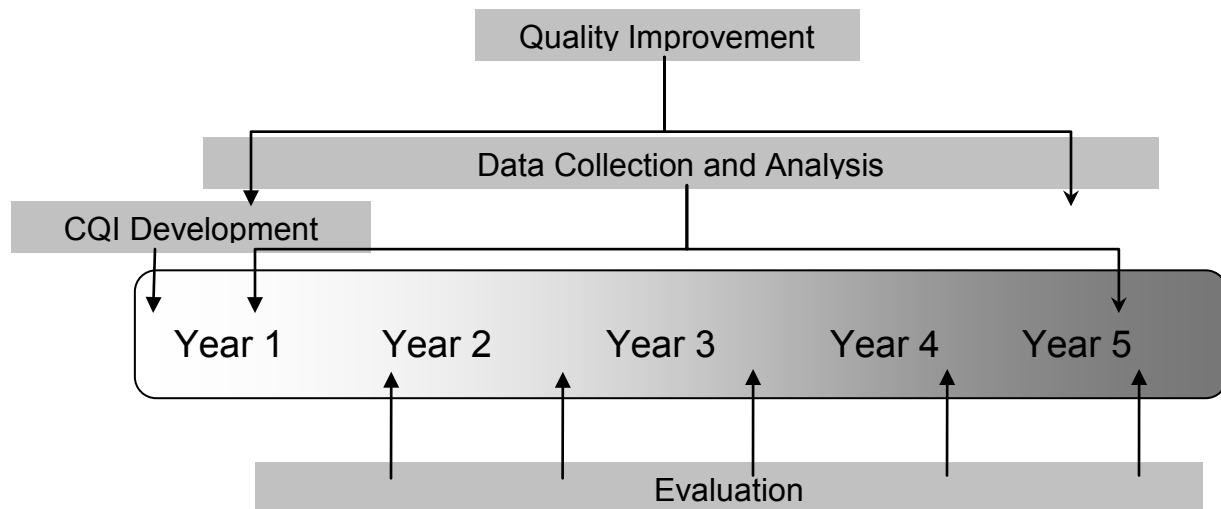 Quality Improvement
Data Collection and Analysis
CQI Development
Year 1 Year 2 Year 3 Year 4 Year 5
Evaluation